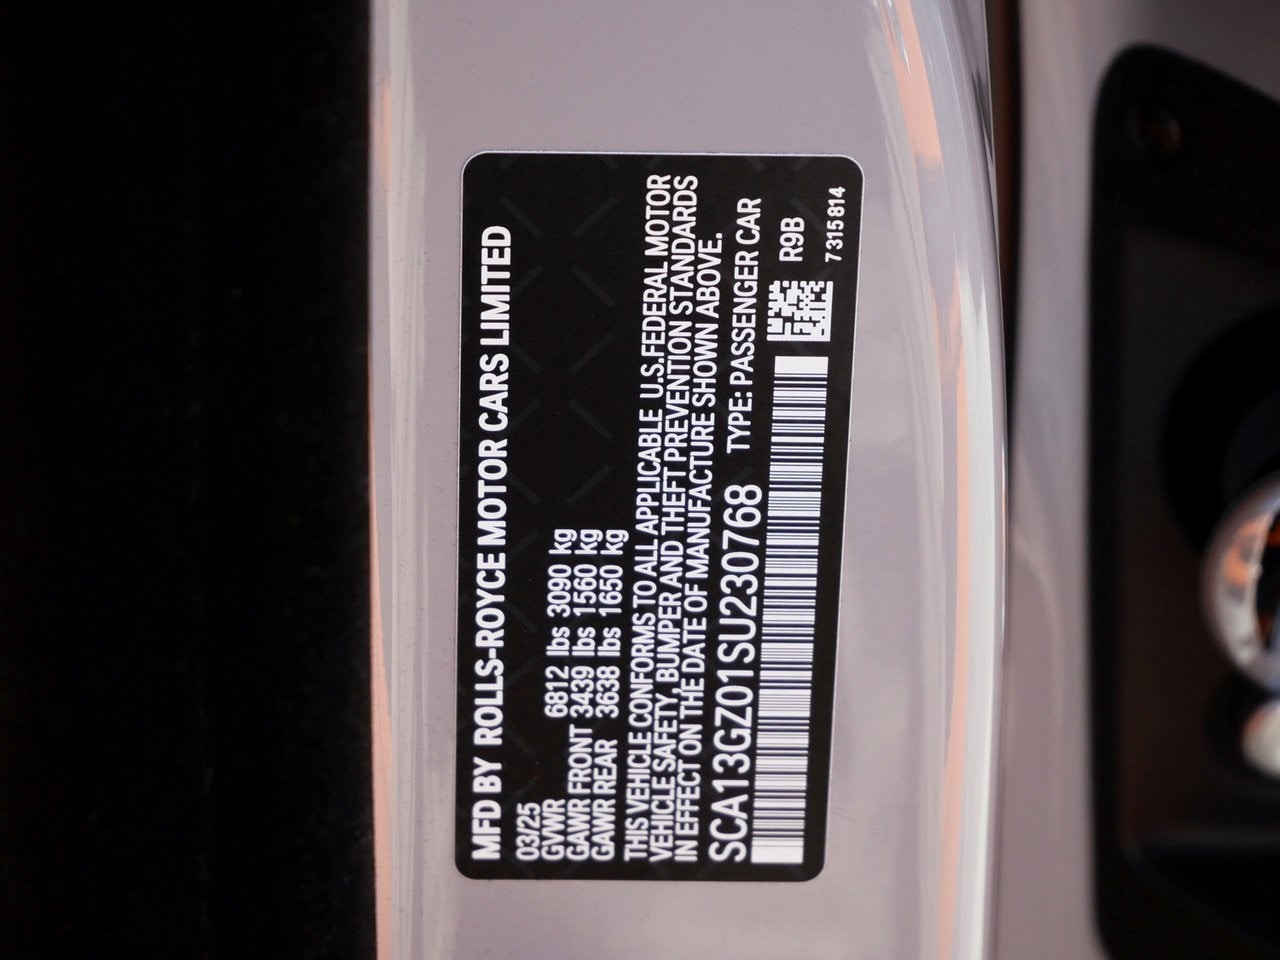 MFD BY ROLLS-ROYCE MOTOR CARS LIMITED
03/25
GVWR 6812 lbs 3090 kg
GAWR FRONT 3439 lbs 1560 kg
GAWR REAR 3638 lbs 1650 kg
THIS VEHICLE CONFORMS TO ALL APPLICABLE U.S.FEDERAL MOTOR
VEHICLE SAFETY, BUMPER AND THEFT PREVENTION STANDARDS
IN EFFECT ON THE DATE OF MANUFACTURE SHOWN ABOVE.
SCA13GZ01SU230768 TYPE: PASSENGER CAR
R9B
7315814